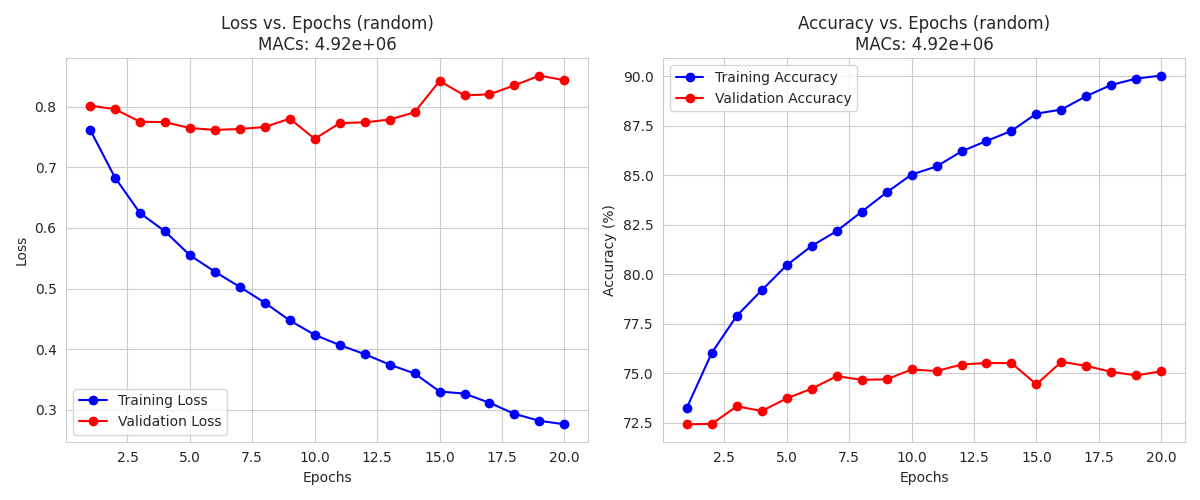 Loss vs. Epochs (random)
MACs: 4.92e+06
0.8
0.7
0.6
0.5
0.4
0.3
Loss
Training Loss
Validation Loss
2.5 5.0 7.5 10.0 12.5 15.0 17.5 20.0
Epochs
Accuracy vs. Epochs (random)
MACs: 4.92e+06
Training Accuracy
Validation Accuracy
90.0
87.5
85.0
82.5
80.0
77.5
75.0
72.5
Accuracy (%)
2.5 5.0 7.5 10.0 12.5 15.0 17.5 20.0
Epochs